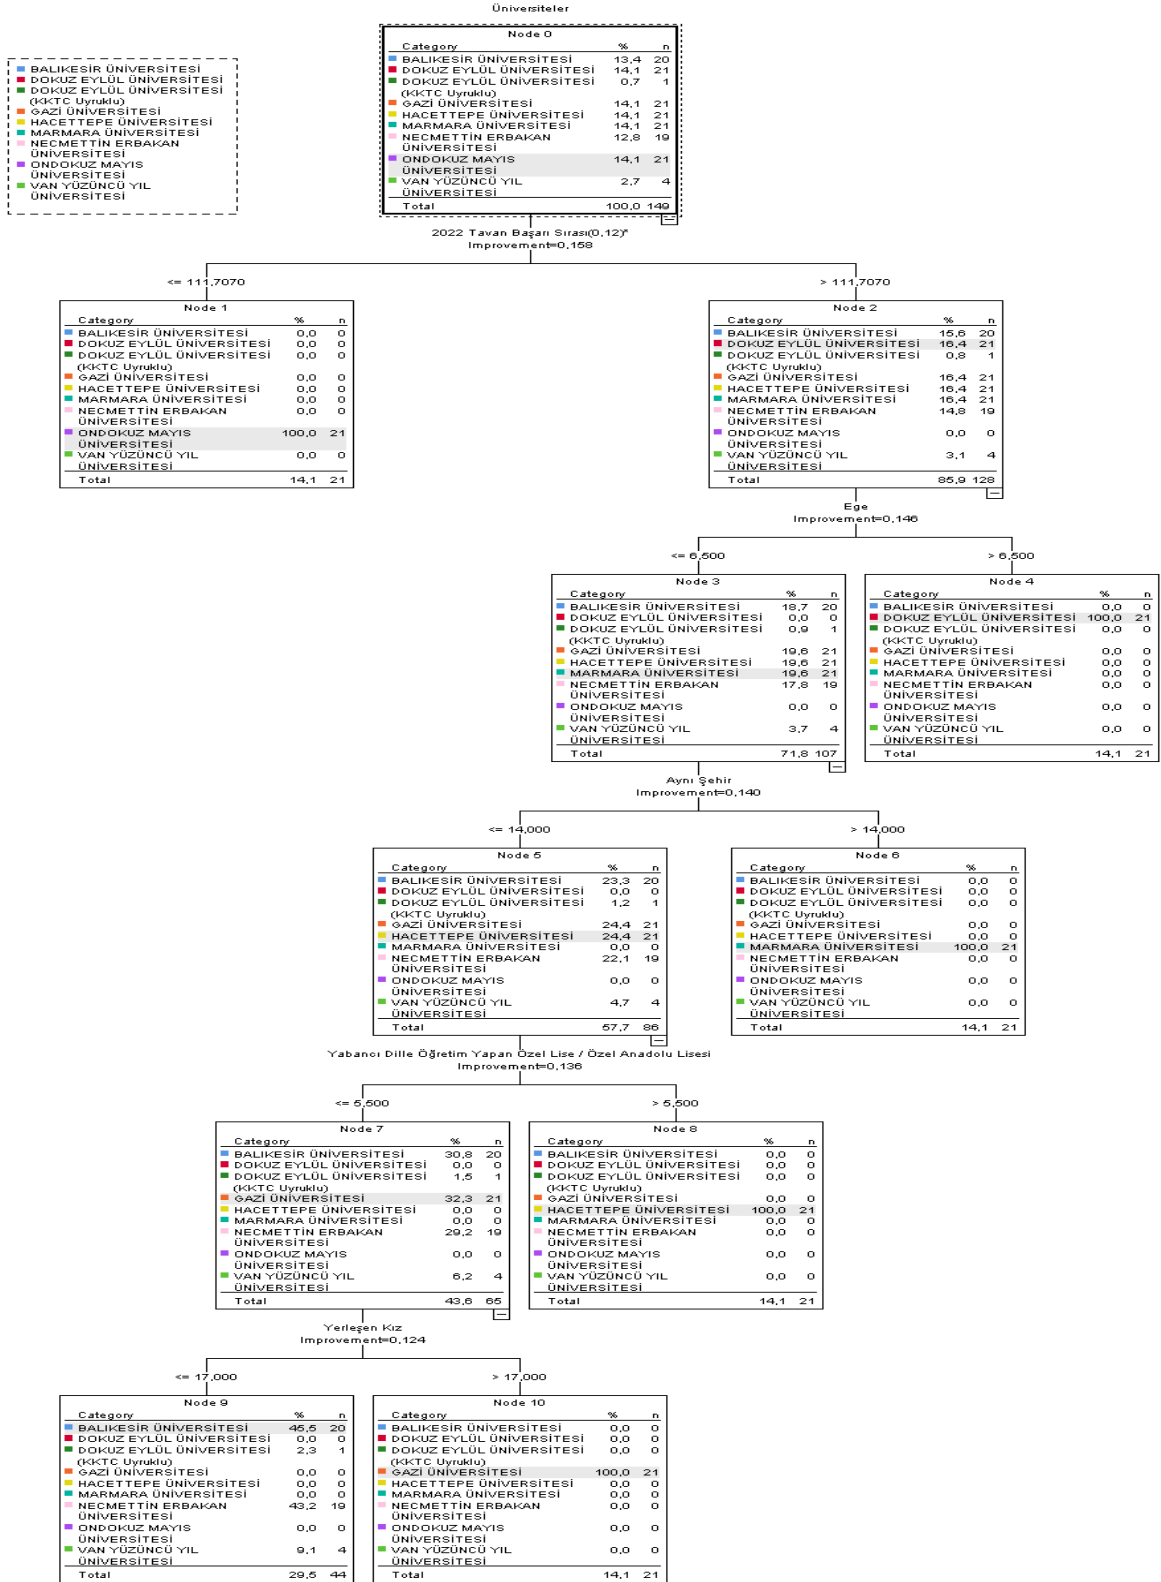 Üniversiteler
BALIKESİR ÜNİVERSİTESİ
DOKUZ EYLÜL ÜNİVERSİTESİ
DOKUZ EYLÜL ÜNİVERSİTESİ
(KKTC Uyruklu)
GAZİ ÜNİVERSİTESİ
HACETTEPE ÜNİVERSİTESİ
MARMARA ÜNİVERSİTESİ
NECMETTİN ERBAKAN
ÜNİVERSİTESİ
ONDOKUZ MAYIS
ÜNİVERSİTESİ
VAN YÜZÜNCÜ YIL
ÜNİVERSİTESİ
Node 0
Category % n
BALIKESİR ÜNİVERSİTESİ 13,4 20
DOKUZ EYLÜL ÜNİVERSİTESİ 14,1 21
DOKUZ EYLÜL ÜNİVERSİTESİ 0,7 1
(KKTC Uyruklu)
GAZİ ÜNİVERSİTESİ 14,1 21
HACETTEPE ÜNİVERSİTESİ 14,1 21
MARMARA ÜNİVERSİTESİ 14,1 21
NECMETTİN ERBAKAN 12,8 19
ÜNİVERSİTESİ
ONDOKUZ MAYIS 14,1 21
ÜNİVERSİTESİ
VAN YÜZÜNCÜ YIL 2,7 4
ÜNİVERSİTESİ
Total 100,0 149
2022 Tavan Başarı Sırası(0,12)"
Improvement=0,158
<= 111,7070
> 111,7070
Node 1
Category % n
BALIKESİR ÜNİVERSİTESİ 0,0 0
DOKUZ EYLÜL ÜNİVERSİTESİ 0,0 0
DOKUZ EYLÜL ÜNİVERSİTESİ 0,0 0
(KKTC Uyruklu)
GAZİ ÜNİVERSİTESİ 0,0 0
HACETTEPE ÜNİVERSİTESİ 0,0 0
MARMARA ÜNİVERSİTESİ 0,0 0
NECMETTİN ERBAKAN 0,0 0
ÜNİVERSİTESİ
ONDOKUZ MAYIS 100,0 21
ÜNİVERSİTESİ
VAN YÜZÜNCÜ YIL 0,0 0
ÜNİVERSİTESİ
Total 14,1 21
Node 2
Category % n
BALIKESİR ÜNİVERSİTESİ 15,6 20
DOKUZ EYLÜL ÜNİVERSİTESİ 16,4 21
DOKUZ EYLÜL ÜNİVERSİTESİ 0,8 1
(KKTC Uyruklu)
GAZİ ÜNİVERSİTESİ 16,4 21
HACETTEPE ÜNİVERSİTESİ 16,4 21
MARMARA ÜNİVERSİTESİ 16,4 21
NECMETTİN ERBAKAN 14,8 19
ÜNİVERSİTESİ
ONDOKUZ MAYIS 0,0 0
ÜNİVERSİTESİ
VAN YÜZÜNCÜ YIL 3,1 4
ÜNİVERSİTESİ
Total 85,9 128
Ege
Improvement=0,146
<= 6,500
> 6,500
Node 3
Category % n
BALIKESİR ÜNİVERSİTESİ 18,7 20
DOKUZ EYLÜL ÜNİVERSİTESİ 0,0 0
DOKUZ EYLÜL ÜNİVERSİTESİ 0,9 1
(KKTC Uyruklu)
GAZİ ÜNİVERSİTESİ 19,6 21
HACETTEPE ÜNİVERSİTESİ 19,6 21
MARMARA ÜNİVERSİTESİ 19,6 21
NECMETTİN ERBAKAN 17,8 19
ÜNİVERSİTESİ
ONDOKUZ MAYIS 0,0 0
ÜNİVERSİTESİ
VAN YÜZÜNCÜ YIL 3,7 4
ÜNİVERSİTESİ
Total 71,8 107
Node 4
Category % n
BALIKESİR ÜNİVERSİTESİ 0,0 0
DOKUZ EYLÜL ÜNİVERSİTESİ 100,0 21
DOKUZ EYLÜL ÜNİVERSİTESİ 0,0 0
(KKTC Uyruklu)
GAZİ ÜNİVERSİTESİ 0,0 0
HACETTEPE ÜNİVERSİTESİ 0,0 0
MARMARA ÜNİVERSİTESİ 0,0 0
NECMETTİN ERBAKAN 0,0 0
ÜNİVERSİTESİ
ONDOKUZ MAYIS 0,0 0
ÜNİVERSİTESİ
VAN YÜZÜNCÜ YIL 0,0 0
ÜNİVERSİTESİ
Total 14,1 21
Aynı Şehir
Improvement=0,140
<= 14,000
> 14,000
Node 5
Category % n
BALIKESİR ÜNİVERSİTESİ 23,3 20
DOKUZ EYLÜL ÜNİVERSİTESİ 0,0 0
DOKUZ EYLÜL ÜNİVERSİTESİ 1,2 1
(KKTC Uyruklu)
GAZİ ÜNİVERSİTESİ 24,4 21
HACETTEPE ÜNİVERSİTESİ 24,4 21
MARMARA ÜNİVERSİTESİ 0,0 0
NECMETTİN ERBAKAN 22,1 19
ÜNİVERSİTESİ
ONDOKUZ MAYIS 0,0 0
ÜNİVERSİTESİ
VAN YÜZÜNCÜ YIL 4,7 4
ÜNİVERSİTESİ
Total 57,7 86
Node 6
Category % n
BALIKESİR ÜNİVERSİTESİ 0,0 0
DOKUZ EYLÜL ÜNİVERSİTESİ 0,0 0
DOKUZ EYLÜL ÜNİVERSİTESİ 0,0 0
(KKTC Uyruklu)
GAZİ ÜNİVERSİTESİ 0,0 0
HACETTEPE ÜNİVERSİTESİ 0,0 0
MARMARA ÜNİVERSİTESİ 100,0 21
NECMETTİN ERBAKAN 0,0 0
ÜNİVERSİTESİ
ONDOKUZ MAYIS 0,0 0
ÜNİVERSİTESİ
VAN YÜZÜNCÜ YIL 0,0 0
ÜNİVERSİTESİ
Total 14,1 21
Yabancı Dille Öğretim Yapan Özel Lise / Özel Anadolu Lisesi
Improvement=0,136
<= 5,500
> 5,500
Node 7
Category % n
BALIKESİR ÜNİVERSİTESİ 30,8 20
DOKUZ EYLÜL ÜNİVERSİTESİ 0,0 0
DOKUZ EYLÜL ÜNİVERSİTESİ 1,5 1
(KKTC Uyruklu)
GAZİ ÜNİVERSİTESİ 32,3 21
HACETTEPE ÜNİVERSİTESİ 0,0 0
MARMARA ÜNİVERSİTESİ 0,0 0
NECMETTİN ERBAKAN 29,2 19
ÜNİVERSİTESİ
ONDOKUZ MAYIS 0,0 0
ÜNİVERSİTESİ
VAN YÜZÜNCÜ YIL 6,2 4
ÜNİVERSİTESİ
Total 43,6 65
Node 8
Category % n
BALIKESİR ÜNİVERSİTESİ 0,0 0
DOKUZ EYLÜL ÜNİVERSİTESİ 0,0 0
DOKUZ EYLÜL ÜNİVERSİTESİ 0,0 0
(KKTC Uyruklu)
GAZİ ÜNİVERSİTESİ 0,0 0
HACETTEPE ÜNİVERSİTESİ 100,0 21
MARMARA ÜNİVERSİTESİ 0,0 0
NECMETTİN ERBAKAN 0,0 0
ÜNİVERSİTESİ
ONDOKUZ MAYIS 0,0 0
ÜNİVERSİTESİ
VAN YÜZÜNCÜ YIL 0,0 0
ÜNİVERSİTESİ
Total 14,1 21
Yerleşen Kız
Improvement=0,124
<= 17,000
> 17,000
Node 9
Category % n
BALIKESİR ÜNİVERSİTESİ 45,5 20
DOKUZ EYLÜL ÜNİVERSİTESİ 0,0 0
DOKUZ EYLÜL ÜNİVERSİTESİ 2,3 1
(KKTC Uyruklu)
GAZİ ÜNİVERSİTESİ 0,0 0
HACETTEPE ÜNİVERSİTESİ 0,0 0
MARMARA ÜNİVERSİTESİ 0,0 0
NECMETTİN ERBAKAN 43,2 19
ÜNİVERSİTESİ
ONDOKUZ MAYIS 0,0 0
ÜNİVERSİTESİ
VAN YÜZÜNCÜ YIL 9,1 4
ÜNİVERSİTESİ
Total 29,5 44
Node 10
Category % n
BALIKESİR ÜNİVERSİTESİ 0,0 0
DOKUZ EYLÜL ÜNİVERSİTESİ 0,0 0
DOKUZ EYLÜL ÜNİVERSİTESİ 0,0 0
(KKTC Uyruklu)
GAZİ ÜNİVERSİTESİ 100,0 21
HACETTEPE ÜNİVERSİTESİ 0,0 0
MARMARA ÜNİVERSİTESİ 0,0 0
NECMETTİN ERBAKAN 0,0 0
ÜNİVERSİTESİ
ONDOKUZ MAYIS 0,0 0
ÜNİVERSİTESİ
VAN YÜZÜNCÜ YIL 0,0 0
ÜNİVERSİTESİ
Total 14,1 21